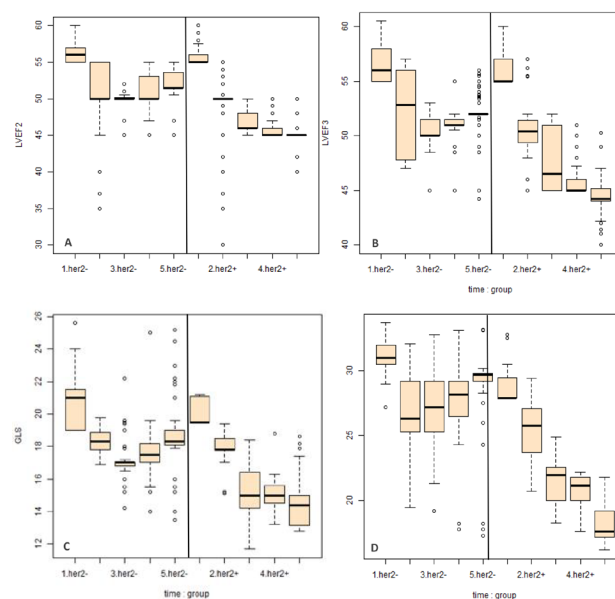 60
55
50
45
40
35
30
LVEF2
A
1.her2-
3.her2-
5.her2-
2.her2+
4.her2+
time : group
60
55
50
45
40
LVEF3
B
1.her2-
3.her2-
5.her2-
2.her2+
4.her2+
time : group
26
24
22
20
18
16
14
12
GLS
C
1.her2-
3.her2-
5.her2-
2.her2+
4.her2+
time : group
30
25
20
D
1.her2-
3.her2-
5.her2-
2.her2+
4.her2+
time : group